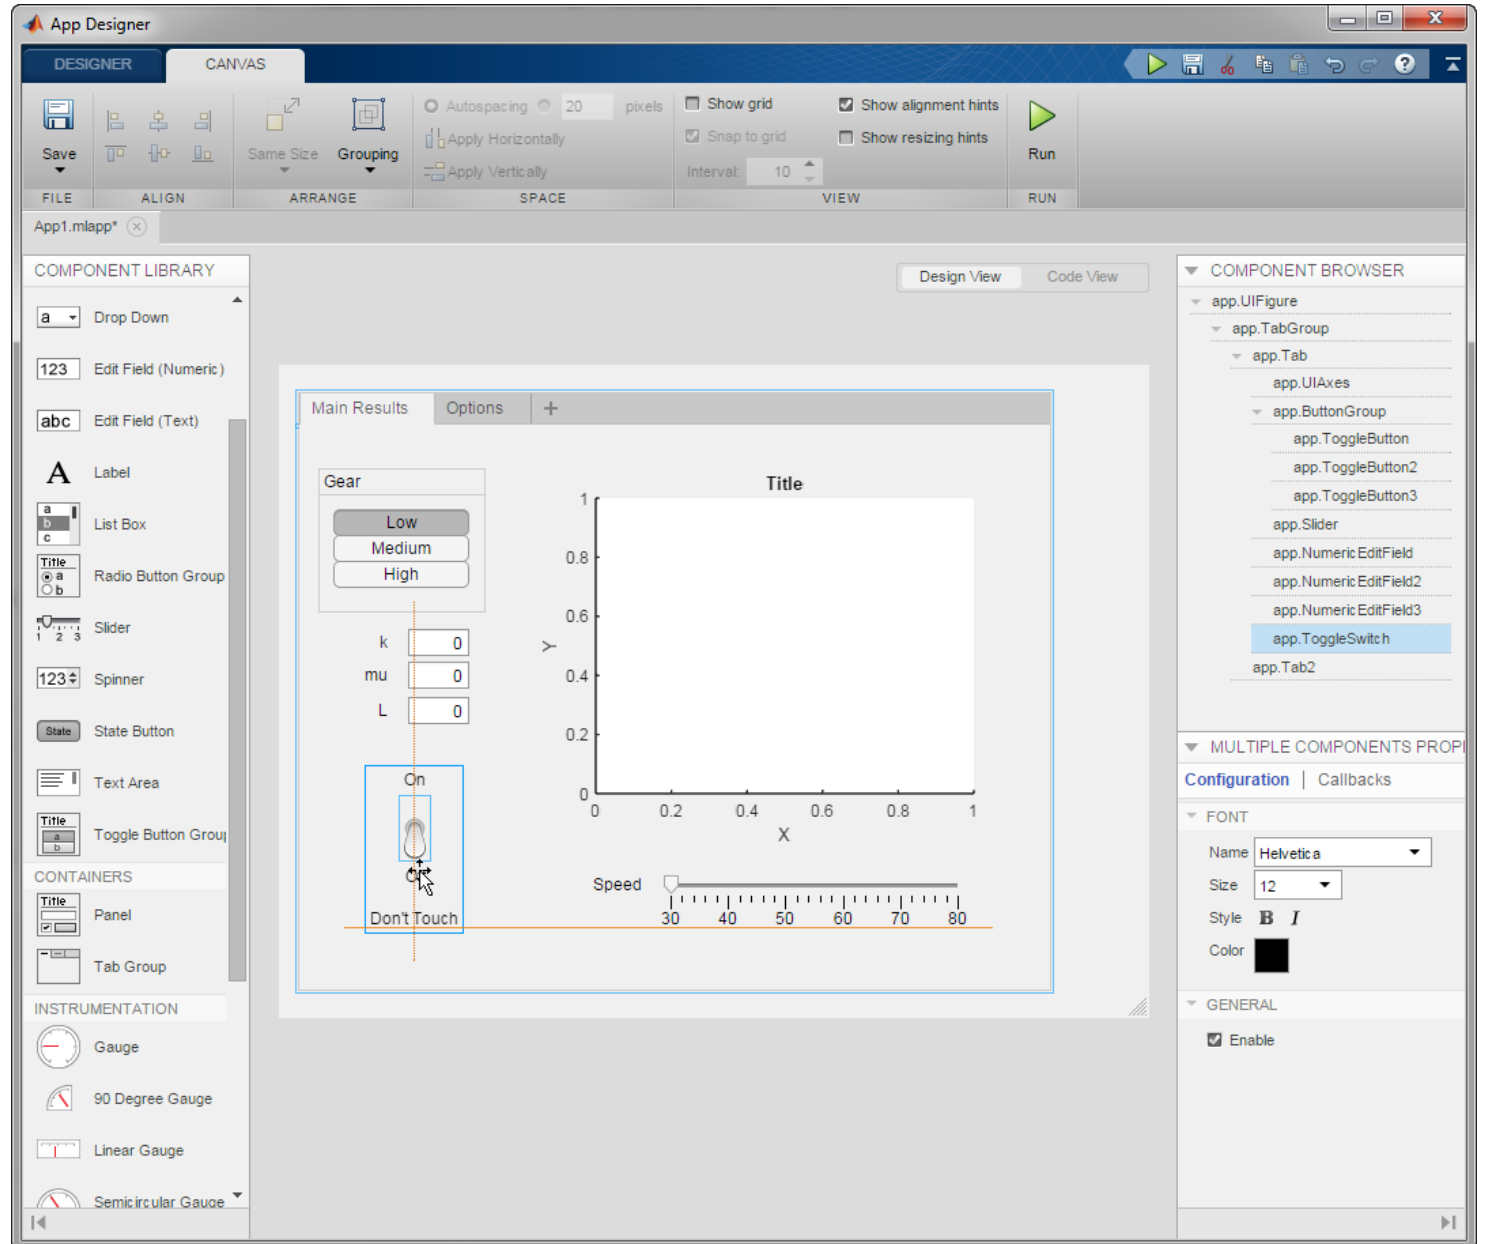 App Designer
DESIGNER CANVAS
Save
Same Size Grouping
Autospacing 20 pixels
Apply Horizontally
Apply Vertically
Show grid Show alignment hints
Snap to grid Show resizing hints
Interval: 10
Run
FILE ALIGN ARRANGE SPACE VIEW RUN
App1.mlapp*
COMPONENT LIBRARY
a Drop Down
123 Edit Field (Numeric)
abc Edit Field (Text)
A Label
a
b
c
List Box
Title
a
b
Radio Button Group
1 2 3
Slider
123 Spinner
State State Button
Text Area
Title
a
b
Toggle Button Grou
CONTAINERS
Title
Panel
Tab Group
INSTRUMENTATION
Gauge
90 Degree Gauge
Linear Gauge
Semicircular Gauge
Design View Code View
Main Results Options +
Gear
Low
Medium
High
k 0
mu 0
L 0
On
Don't Touch
Title
1
0.8
0.6
0.4
0.2
0
Y
0 0.2 0.4 0.6 0.8 1
X
Speed
30 40 50 60 70 80
COMPONENT BROWSER
app.UIFigure
app.TabGroup
app.Tab
app.UIAxes
app.ButtonGroup
app.ToggleButton
app.ToggleButton2
app.ToggleButton3
app.Slider
app.NumericEditField
app.NumericEditField2
app.NumericEditField3
app.ToggleSwitch
app.Tab2
MULTIPLE COMPONENTS PROP
Configuration | Callbacks
FONT
Name Helvetica
Size 12
Style B I
Color
GENERAL
Enable